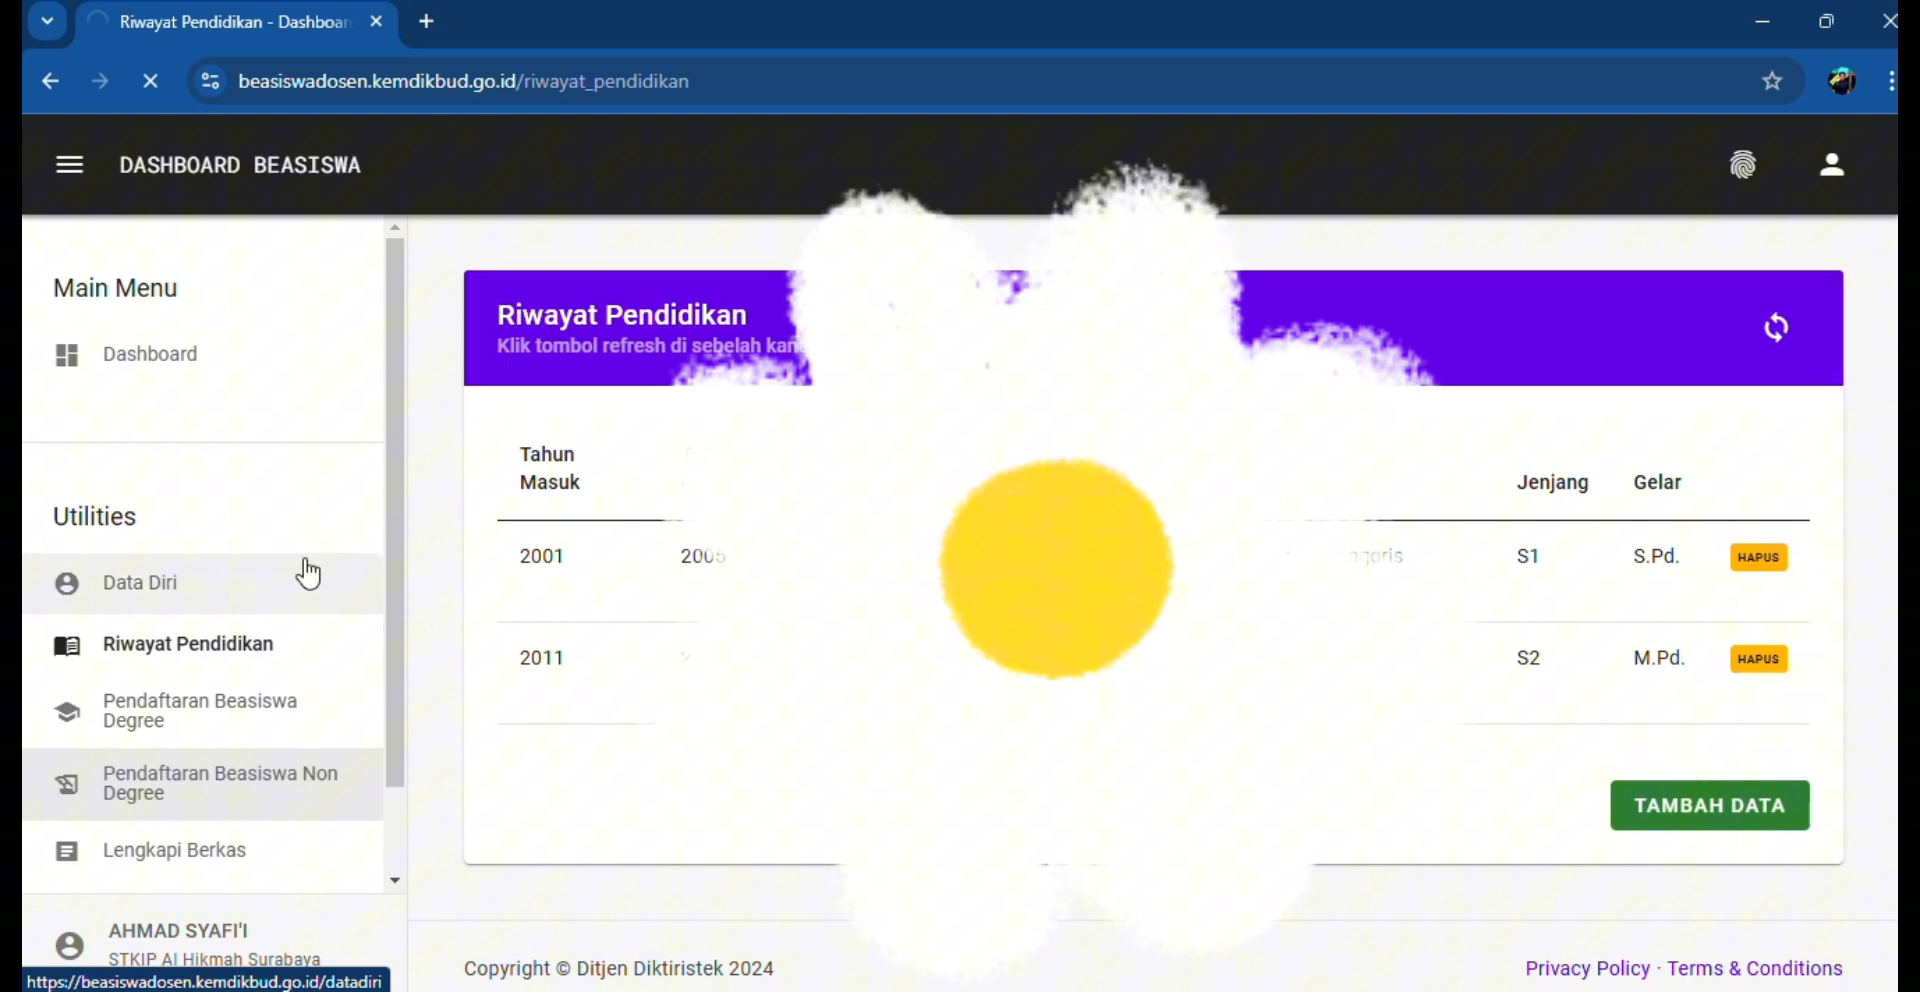 Riwayat Pendidikan - Dashboar
beasiswadosen.kemdikbud.go.id/riwayat_pendidikan
DASHBOARD BEASISWA
Main Menu
Dashboard
Utilities
Data Diri
Riwayat Pendidikan
Pendaftaran Beasiswa
Degree
Pendaftaran Beasiswa Non
Degree
Lengkapi Berkas
AHMAD SYAFI'I
STKIP Al Hikmah Surabaya
https://beasiswadosen.kemdikbud.go.id/datadiri
Riwayat Pendidikan
Klik tombol refresh di sebelah
Tahun
Masuk
Jenjang Gelar
2001 2005 S1 S.Pd. HAPUS
2011 S2 M.Pd. HAPUS
TAMBAH DATA
Copyright © Ditjen Diktiristek 2024
Privacy Policy · Terms & Conditions